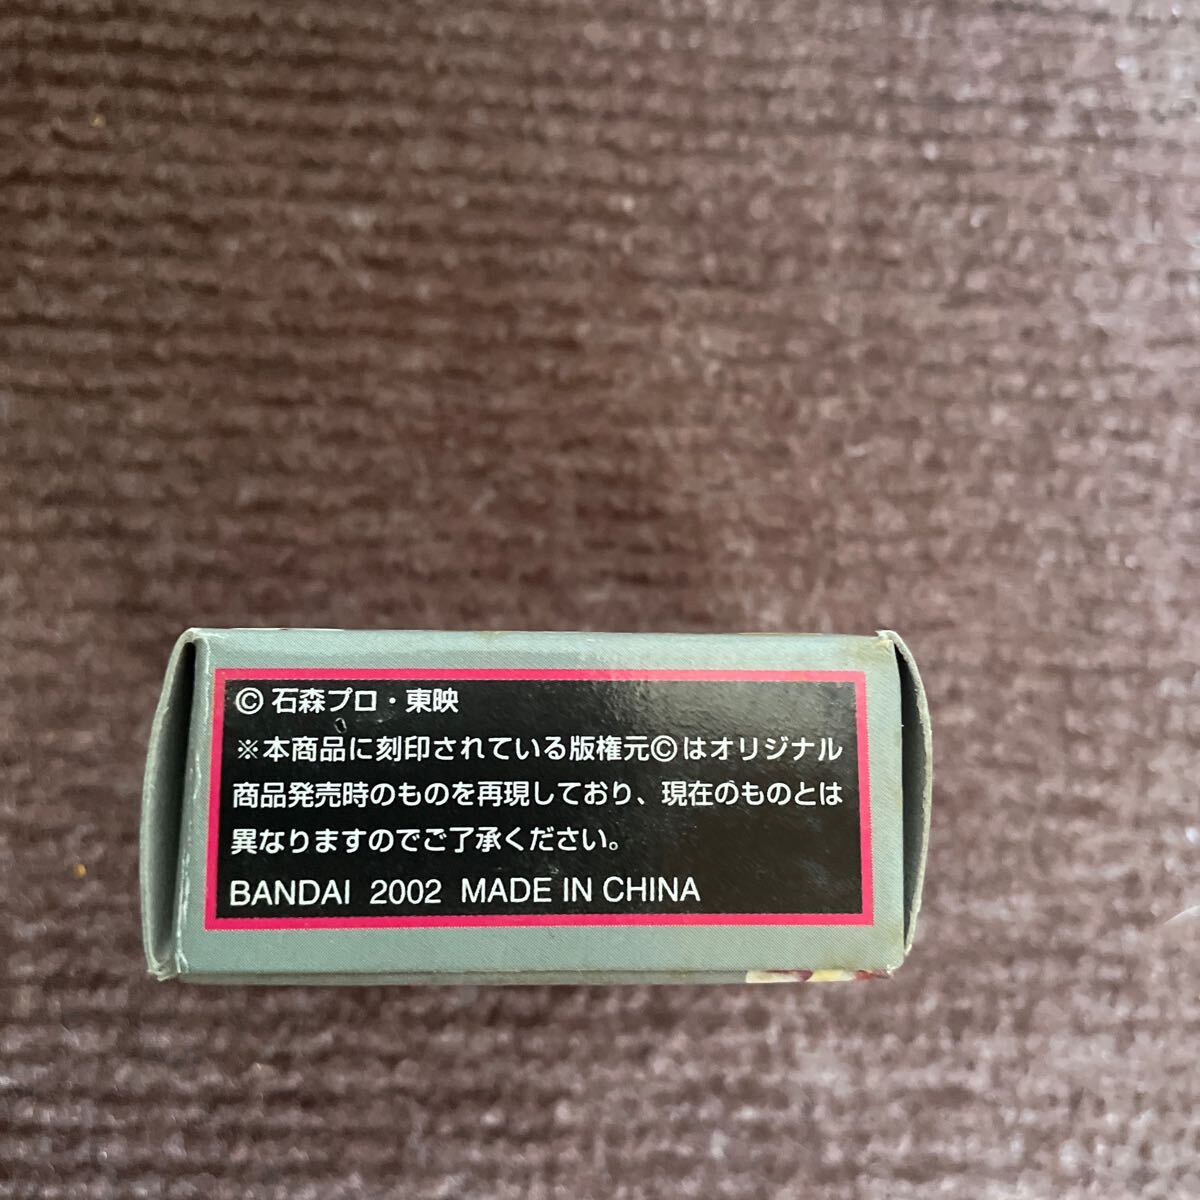 © 石森プロ・東映
※本商品に刻印されている版権元©はオリジナル
商品発売時のものを再現しており、現在のものとは
異なりますのでご了承ください。
BANDAI 2002 MADE IN CHINA